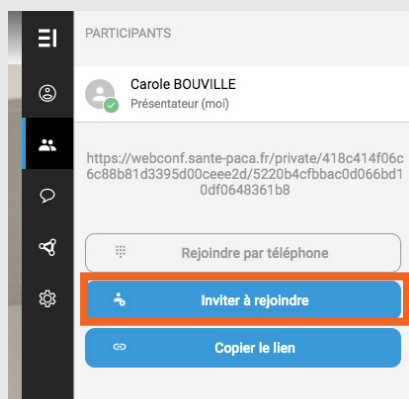 PARTICIPANTS
Carole BOUVILLE
Présentateur (moi)
https://webconf.sante-paca.fr/private/418c414f06c
6c88b81d3395d00ceee2d/5220b4cfbbac0d066bd1
0df0648361b8
Rejoindre par téléphone
Inviter à rejoindre
Copier le lien